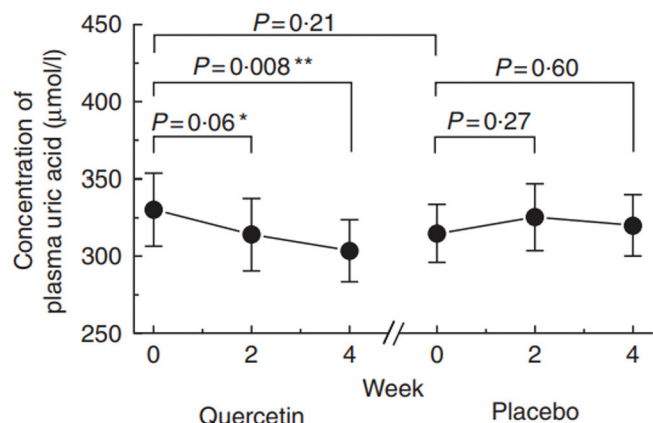 Concentration of
plasma uric acid (μmol/l)
450
400
350
300
250
P=0·21
P=0·008**
P=0·60
P=0·06*
P=0·27
0 2 4 0 2 4
Week
Quercetin Placebo